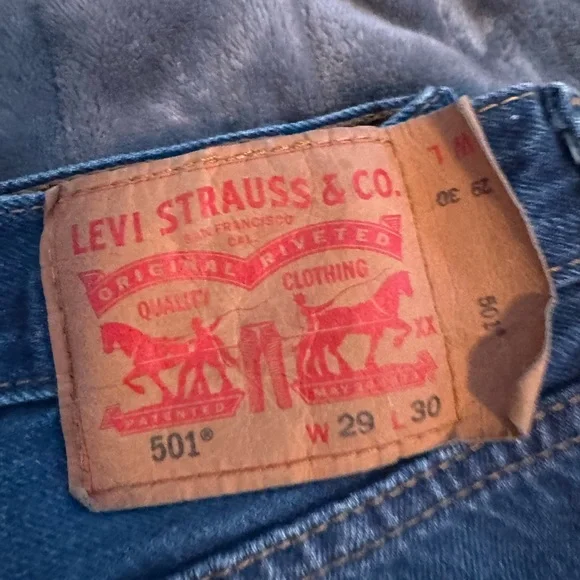 LEVI STRAUSS & CO.
SAN FRANCISCO
CAL
ORIGINAL RIVETED
QUALITY CLOTHING
XX
PATENTED
501® W 29 L 30
W L
29 30
501